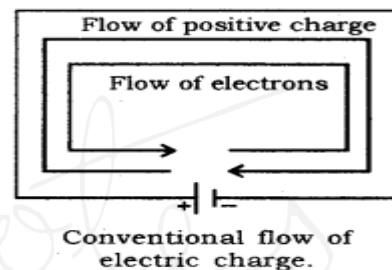 Flow of positive charge
Flow of electrons
+ −
Conventional flow of
electric charge.